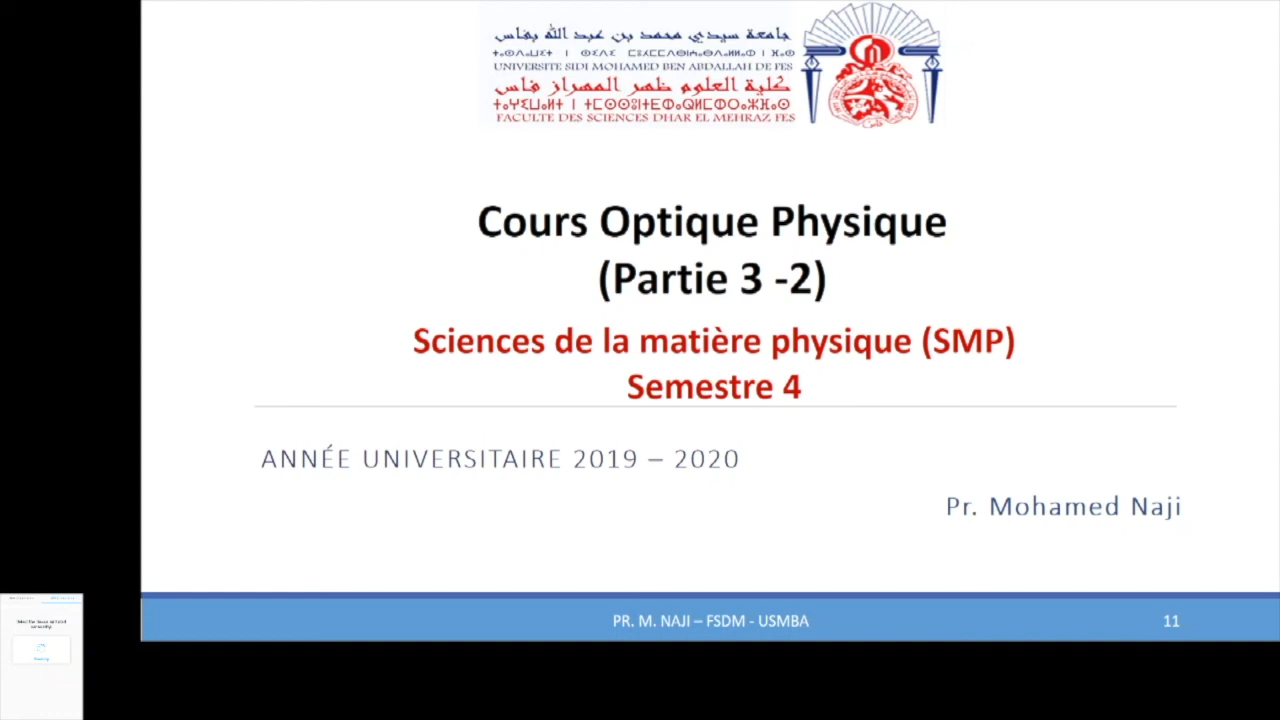 جامعة سيدي محمد بن عبد الله بفاس
UNIVERSITE SIDI MOHAMED BEN ABDALLAH DE FES
كلية العلوم ظهر المهراز فاس
FACULTE DES SCIENCES DHAR EL MEHRAZ FES
Cours Optique Physique
(Partie 3 -2)
Sciences de la matière physique (SMP)
Semestre 4
ANNÉE UNIVERSITAIRE 2019 – 2020
Pr. Mohamed Naji
PR. M. NAJI – FSDM - USMBA
11